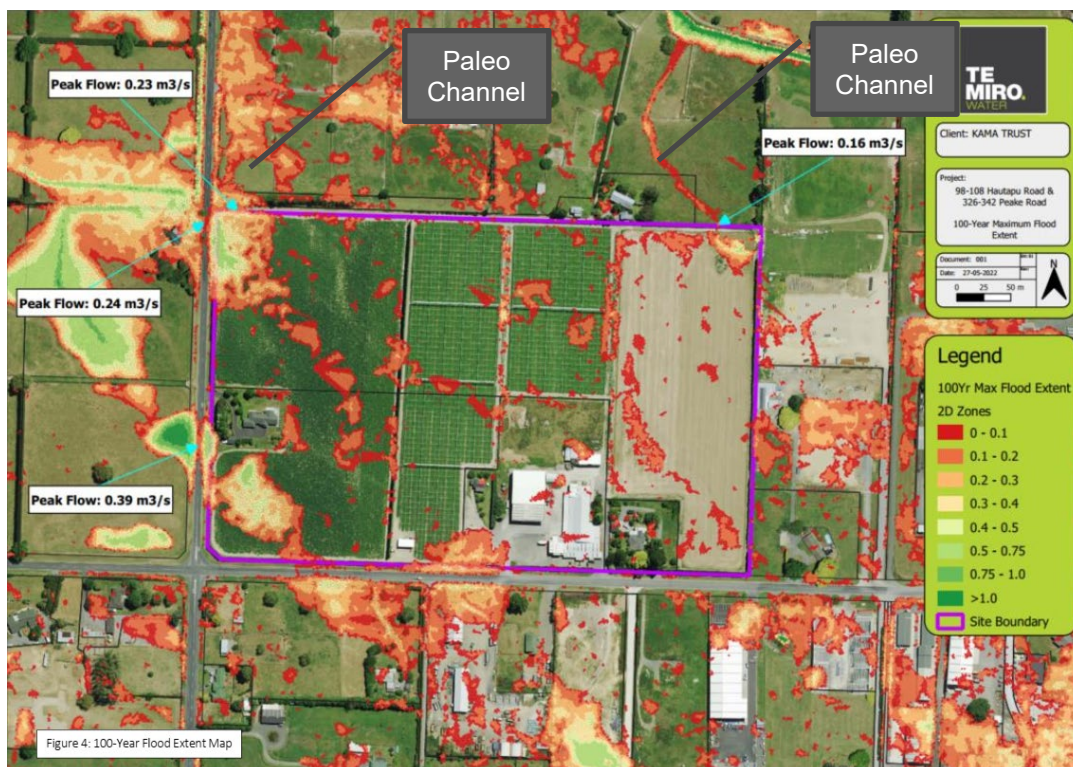 Peak Flow: 0.23 m3/s
Paleo
Channel
Paleo
Channel
Peak Flow: 0.16 m3/s
Peak Flow: 0.24 m3/s
Peak Flow: 0.39 m3/s
TE
MIRO.
WATER
Client: KAMA TRUST
Project:
98-108 Hautapu Road &
326-342 Peake Road
100-Year Maximum Flood
Extent
Document: 001
Date: 27-05-2022
N
0 25 50 m
Legend
100Yr Max Flood Extent
2D Zones
0 - 0.1
0.1 - 0.2
0.2 - 0.3
0.3 - 0.4
0.4 - 0.5
0.5 - 0.75
0.75 - 1.0
>1.0
Site Boundary
Figure 4: 100-Year Flood Extent Map